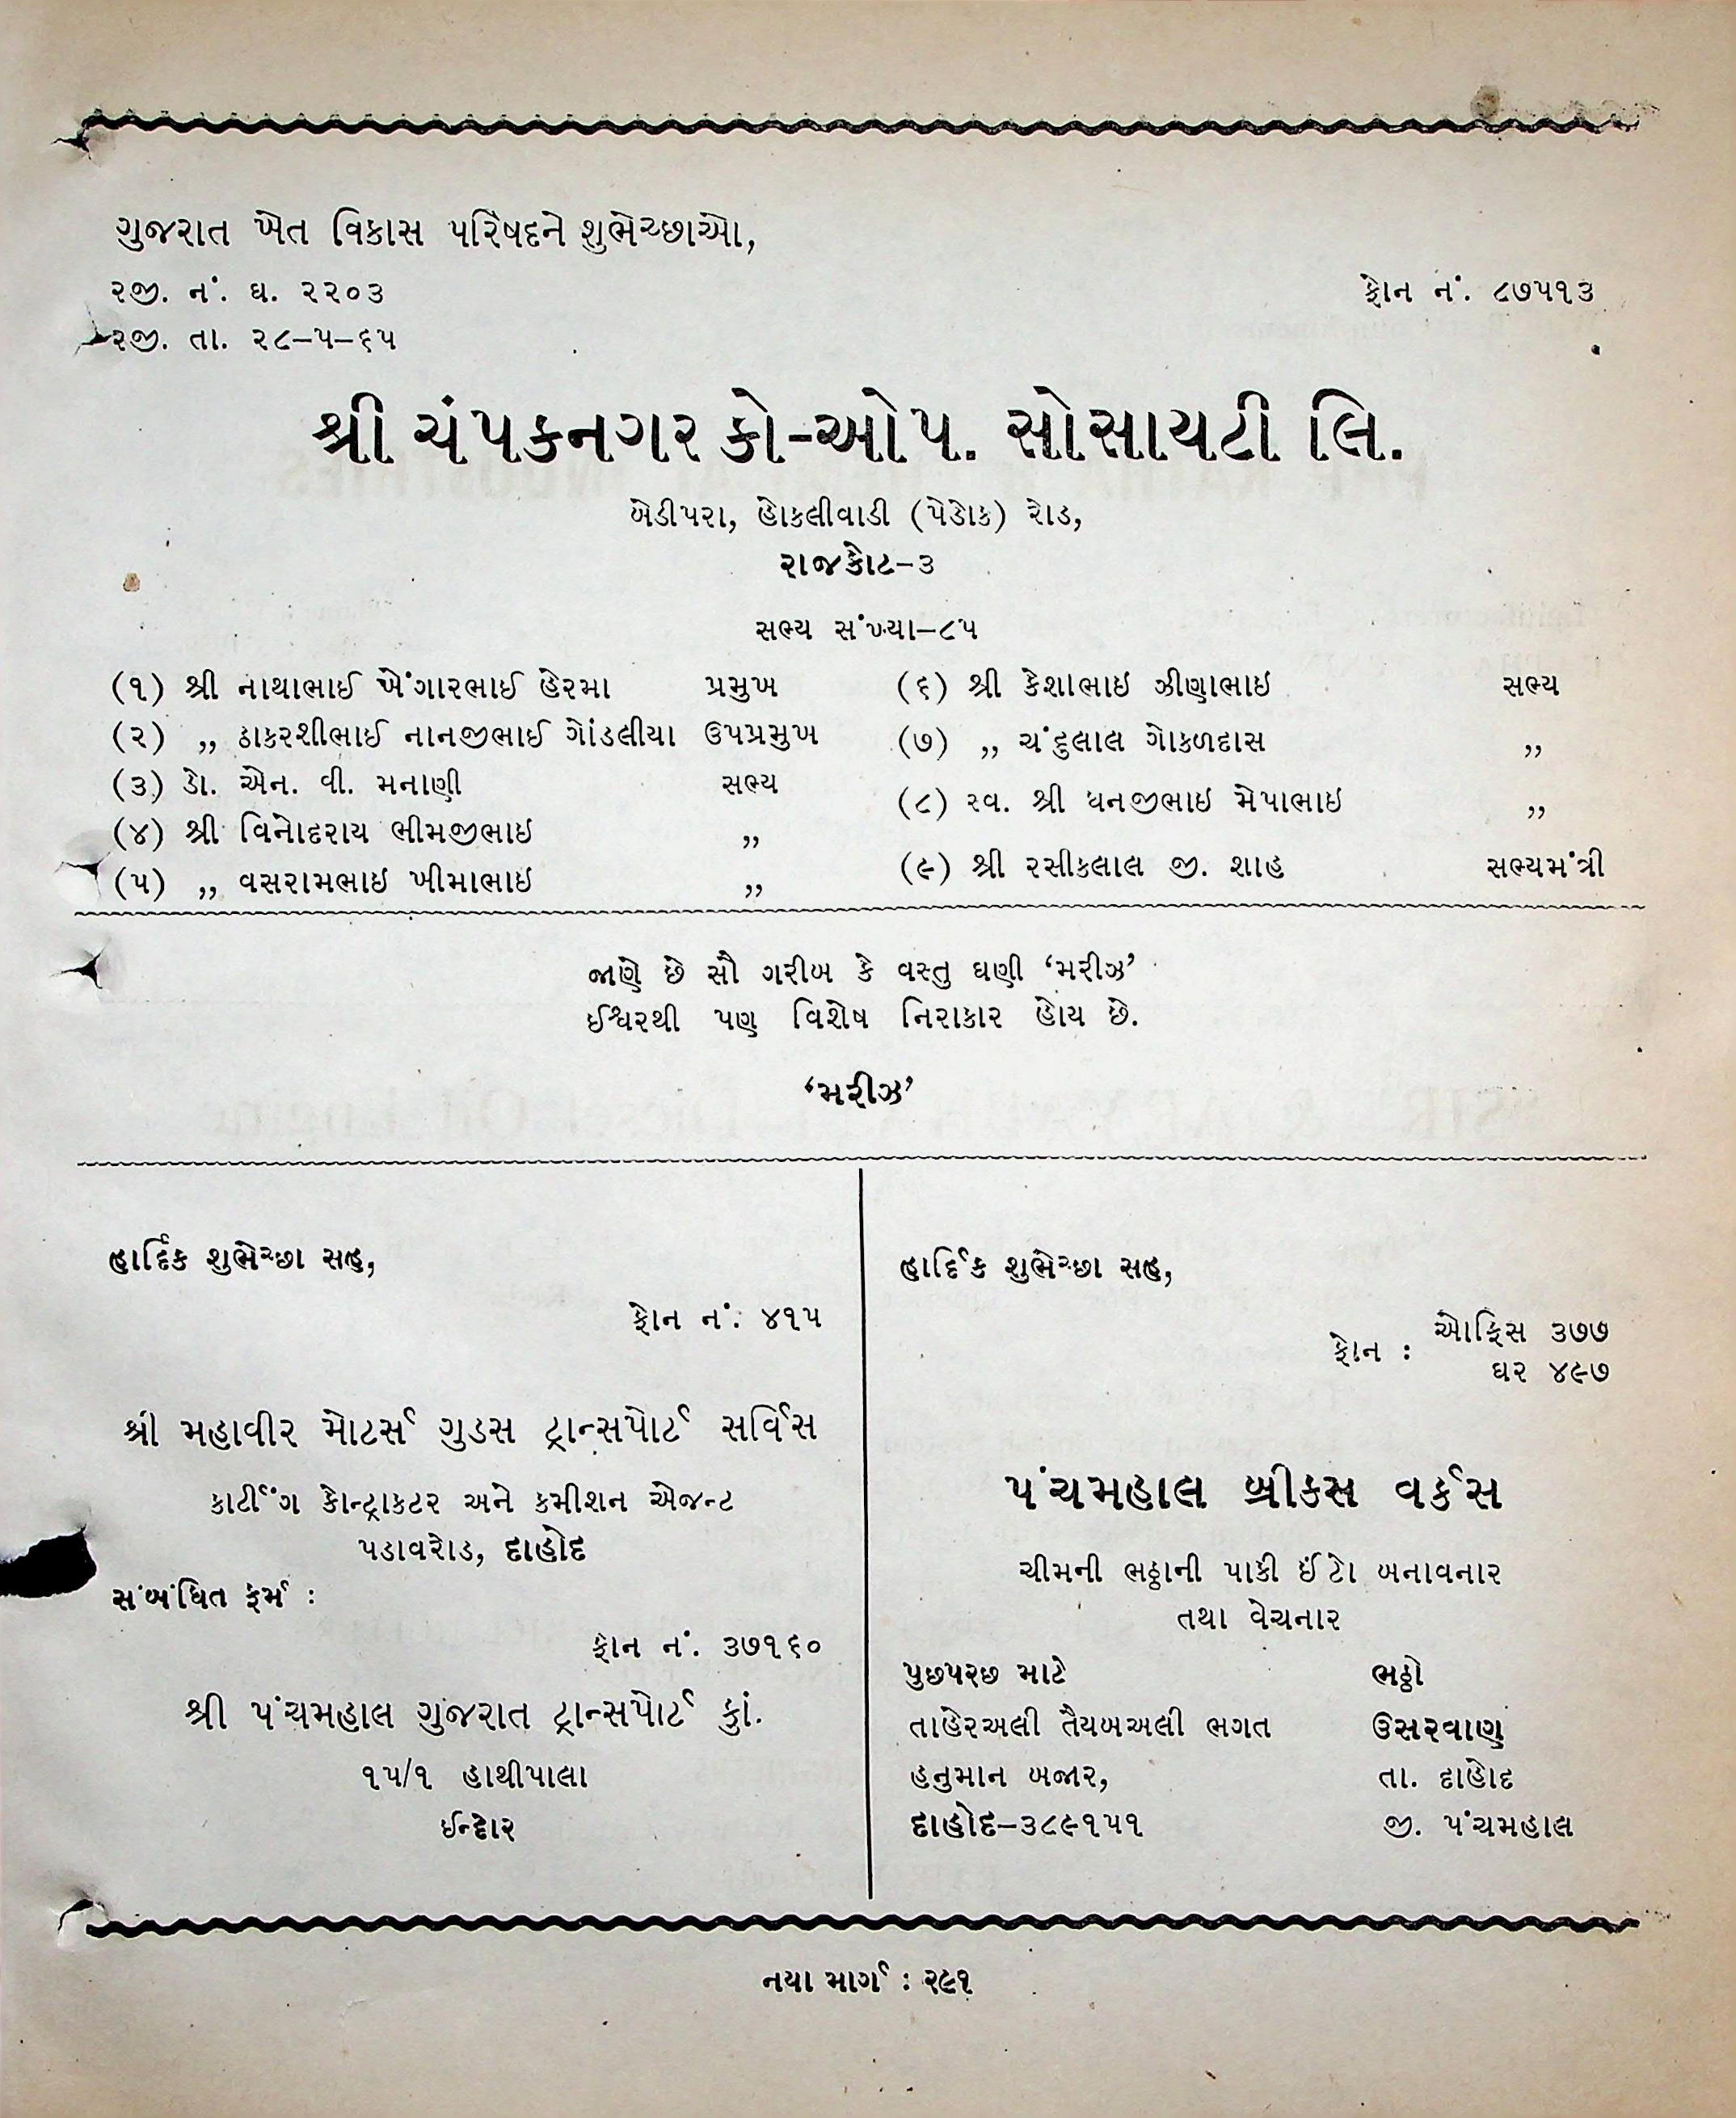 ગુજરાત ખેત વિકાસ પરિષદને શુભેચ્છાઓ,
રજી. નં. ઘ. ૨૨૦૩
ફોન નં. ૮૭૫૧૩
રજી. તા. ૨૮-૫-૬૫
શ્રી ચંપકનગર કો-ઓપ. સોસાયટી લિ.
બેડીપરા, હોકલીવાડી (પેડોક) રોડ,
રાજકોટ-૩
સભ્ય સંખ્યા-૮૫
(૧) શ્રી નાથાભાઈ ખેંગારભાઈ હેરમા પ્રમુખ
(૨) ,, ઠાકરશીભાઈ નાનજીભાઈ ગોંડલીયા ઉપપ્રમુખ
(૩) ડો. એન. વી. મનાણી સભ્ય
(૪) શ્રી વિનોદરાય ભીમજીભાઇ ,,
(૫) ,, વસરામભાઇ ખીમાભાઇ ,,
(૬) શ્રી કેશાભાઇ ઝીણાભાઇ સભ્ય
(૭) ,, ચંદુલાલ ગોકળદાસ ,,
(૮) સ્વ. શ્રી ધનજીભાઇ મેપાભાઇ ,,
(૯) શ્રી રસીકલાલ જી. શાહ સભ્યમંત્રી
જાણે છે સૌ ગરીબ કે વસ્તુ ઘણી ‘મરીઝ’
ઈશ્વરથી પણ વિશેષ નિરાકાર હોય છે.
‘મરીઝ’
હાર્દિક શુભેચ્છા સહ,
ફોન નં. ૪૧૫
શ્રી મહાવીર મોટર્સ ગુડસ ટ્રાન્સપોર્ટ સર્વિસ
કાર્ટીંગ કોન્ટ્રાકટર અને કમીશન એજન્ટ
પડાવરોડ, દાહોદ
સંબંધિત ફર્મ :
ફોન નં. ૩૭૧૬૦
શ્રી પંચમહાલ ગુજરાત ટ્રાન્સપોર્ટ કું.
૧૫/૧ હાથીપાલા
ઈન્દોર
હાર્દિક શુભેચ્છા સહ,
ફોન : ઓફિસ ૩૭૭
ઘર ૪૯૭
પંચમહાલ બ્રીકસ વર્કસ
ચીમની ભઠ્ઠાની પાકી ઈંટો બનાવનાર
તથા વેચનાર
પુછપરછ માટે ભઠ્ઠો
તાહેરઅલી તૈયબઅલી ભગત ઉસરવાણ
હનુમાન બજાર, તા. દાહોદ
દાહોદ-૩૮૯૧૫૧ જી. પંચમહાલ
નયા માર્ગ : ૨૯૧